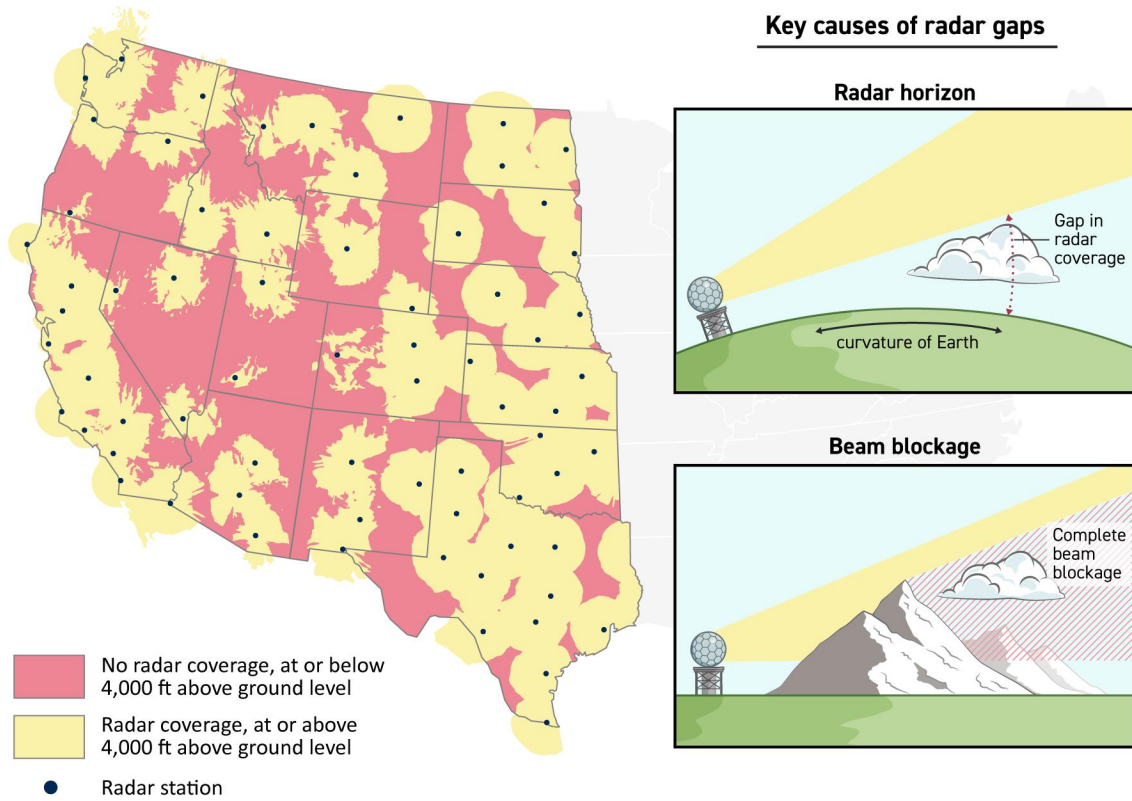 Key causes of radar gaps
Radar horizon
Gap in
radar
coverage
curvature of Earth
Beam blockage
Complete
beam
blockage
No radar coverage, at or below
4,000 ft above ground level
Radar coverage, at or above
4,000 ft above ground level
Radar station